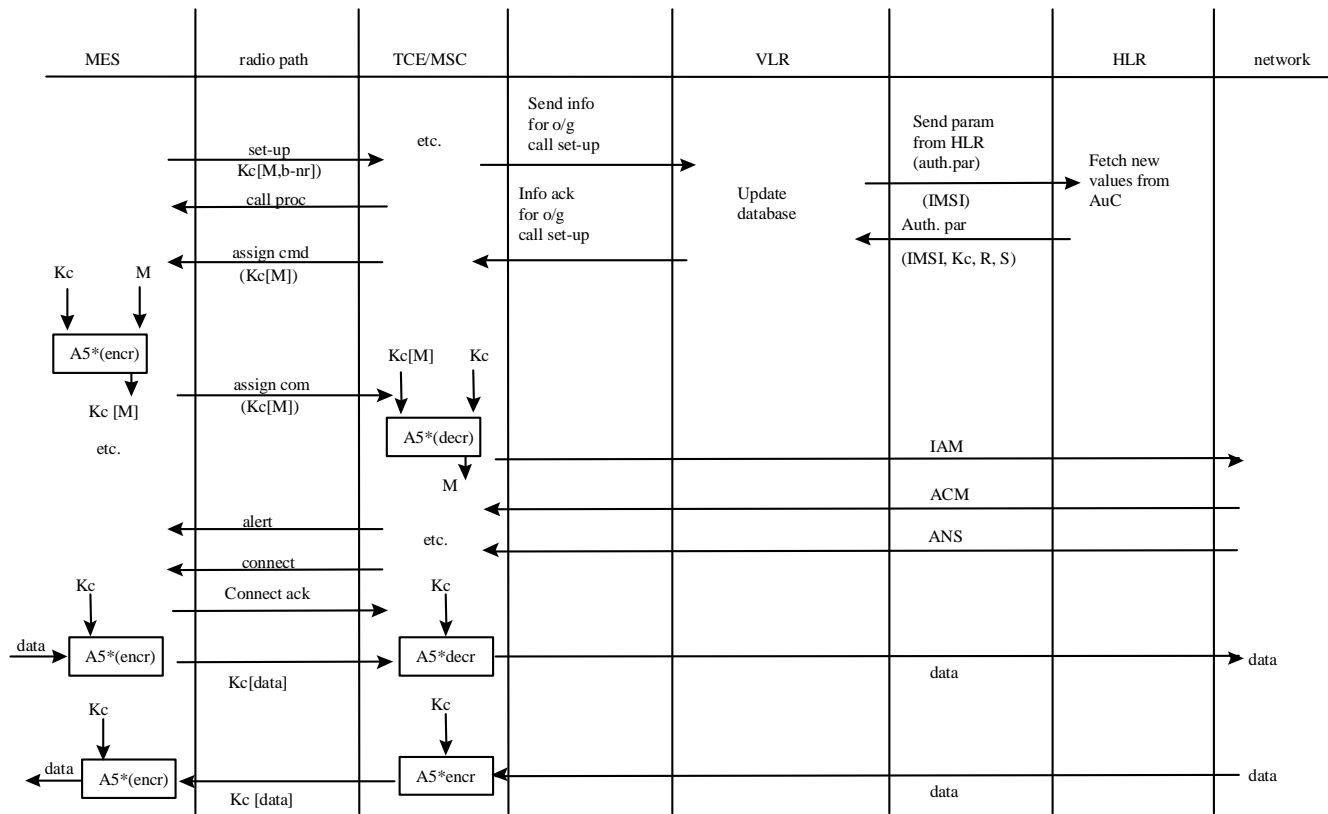 MES
radio path
TCE/MSC
VLR
HLR
network
Send info
for o/g
call set-up
etc.
set-up
Kc[M,b-nr])
Send param
from HLR
(auth.par)
Fetch new
values from
AuC
call proc
Info ack
for o/g
call set-up
Update
database
(IMSI)
Auth. par
(IMSI, Kc, R, S)
assign cmd
(Kc[M])
Kc
M
A5*(encr)
Kc [M]
etc.
assign com
(Kc[M])
Kc[M]
Kc
A5*(decr)
M
IAM
ACM
alert
etc.
ANS
connect
Kc
Connect ack
Kc
data
A5*(encr)
Kc[data]
A5*decr
data
data
Kc
Kc
data
A5*(encr)
Kc [data]
A5*encr
data
data